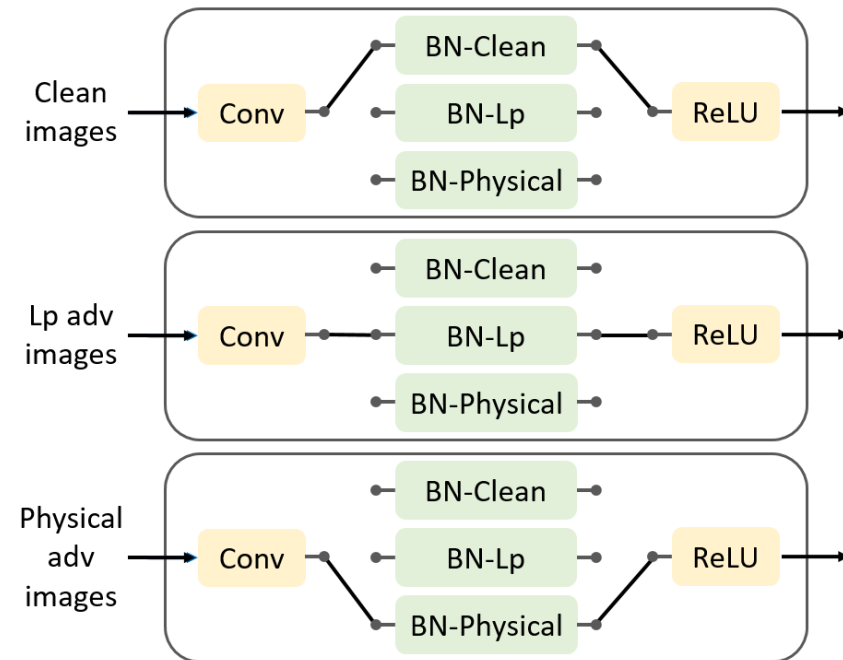 Clean
images
Conv
BN-Clean
BN-Lp
BN-Physical
ReLU
Lp adv
images
Conv
BN-Clean
BN-Lp
BN-Physical
ReLU
Physical
adv
images
Conv
BN-Clean
BN-Lp
BN-Physical
ReLU